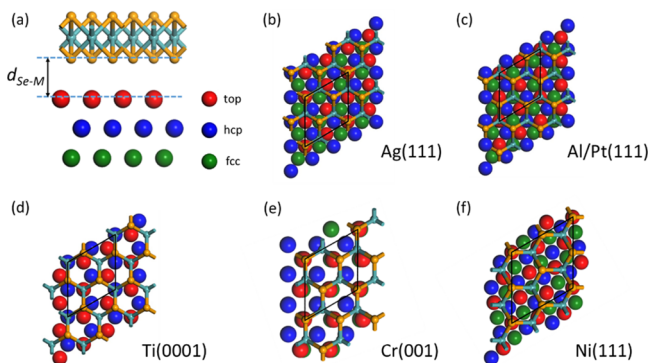 (a)
d_Se-M
top
hcp
fcc
(b)
Ag(111)
(c)
Al/Pt(111)
(d)
Ti(0001)
(e)
Cr(001)
(f)
Ni(111)